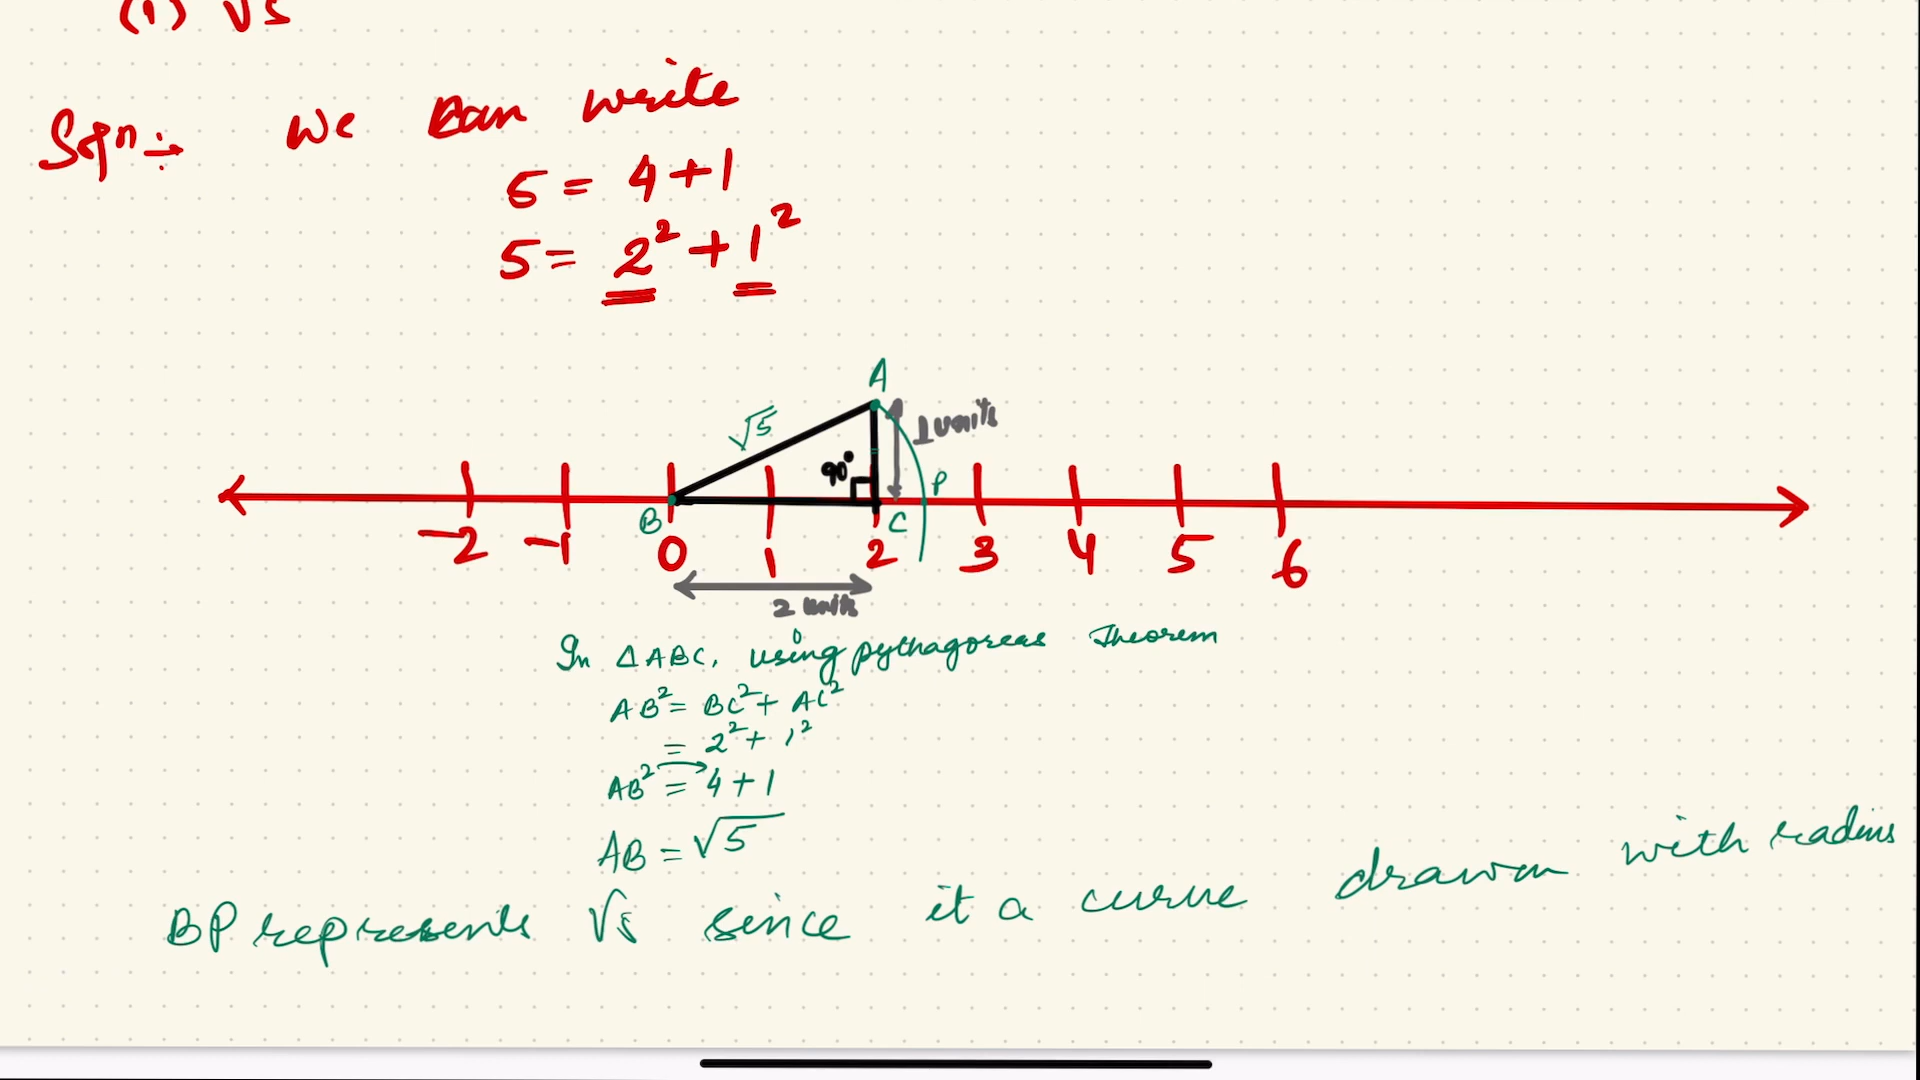 (i) √5
Solⁿ:→ We can write
5 = 4+1
5 = 2² + 1²
A
√5
1 units
90°
P
B
C
-2 -1 0 1 2 3 4 5 6
2 units
In △ABC, using pythagoreas Theorem
AB² = BC² + AC²
= 2² + 1²
AB² = 4+1
AB = √5
BP represents √5 since it a curve drawn with radius